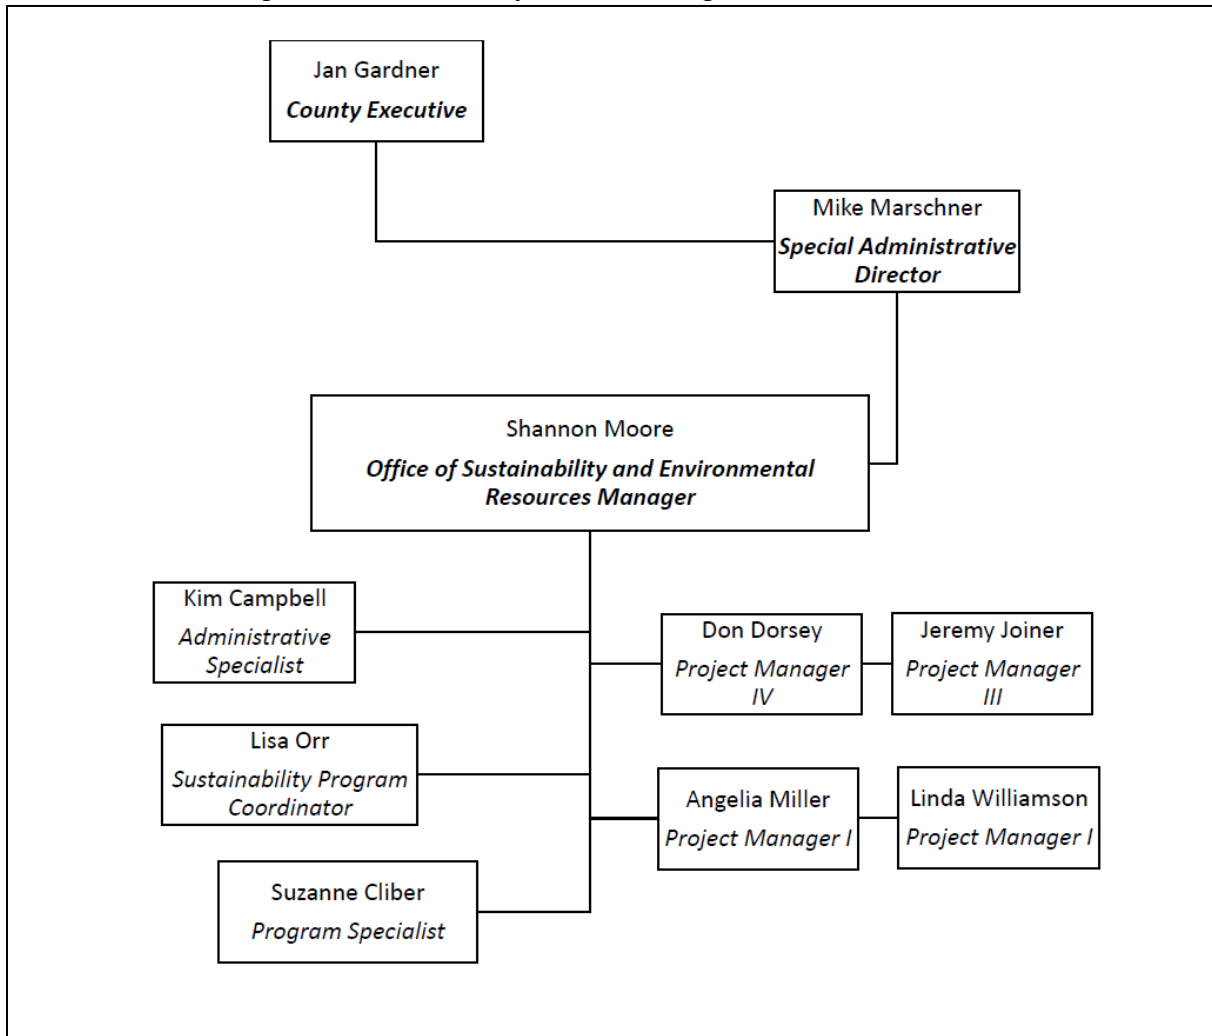 Jan Gardner
County Executive
Mike Marschner
Special Administrative
Director
Shannon Moore
Office of Sustainability and Environmental
Resources Manager
Kim Campbell
Administrative
Specialist
Don Dorsey
Project Manager
IV
Jeremy Joiner
Project Manager
III
Lisa Orr
Sustainability Program
Coordinator
Angelia Miller
Project Manager I
Linda Williamson
Project Manager I
Suzanne Cliber
Program Specialist